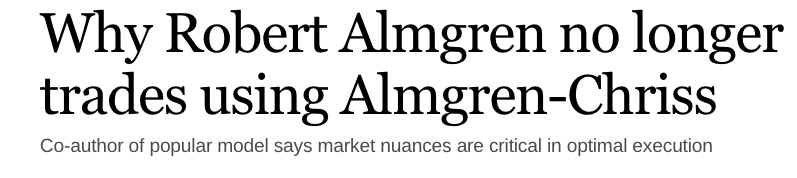 Why Robert Almgren no longer
trades using Almgren-Chriss
Co-author of popular model says market nuances are critical in optimal execution